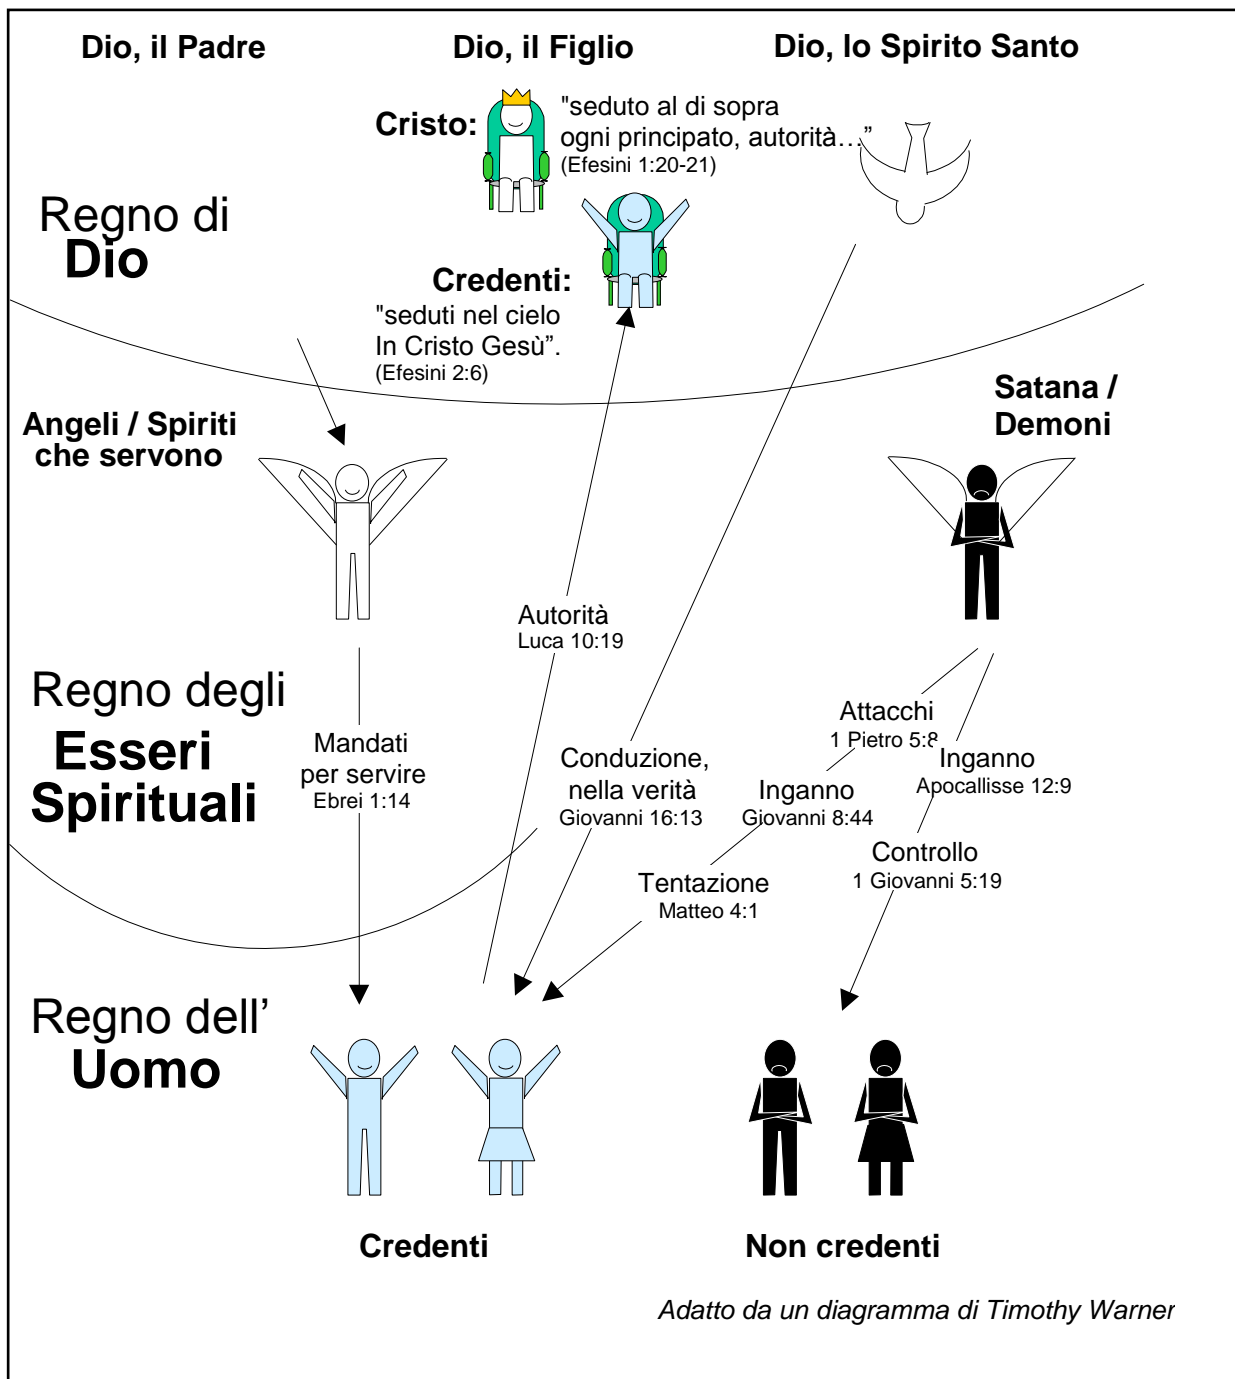 Dio, il Padre
Dio, il Figlio
Dio, lo Spirito Santo
Cristo:
"seduto al di sopra
ogni principato, autorità…”
(Efesini 1:20-21)
Regno di
Dio
Credenti:
"seduti nel cielo
In Cristo Gesù”.
(Efesini 2:6)
Angeli / Spiriti
che servono
Satana /
Demoni
Autorità
Luca 10:19
Regno degli
Esseri
Spirituali
Mandati
per servire
Ebrei 1:14
Conduzione,
nella verità
Giovanni 16:13
Attacchi
1 Pietro 5:8
Inganno
Giovanni 8:44
Inganno
Apocallisse 12:9
Tentazione
Matteo 4:1
Controllo
1 Giovanni 5:19
Regno dell’
Uomo
Credenti
Non credenti
Adatto da un diagramma di Timothy Warner